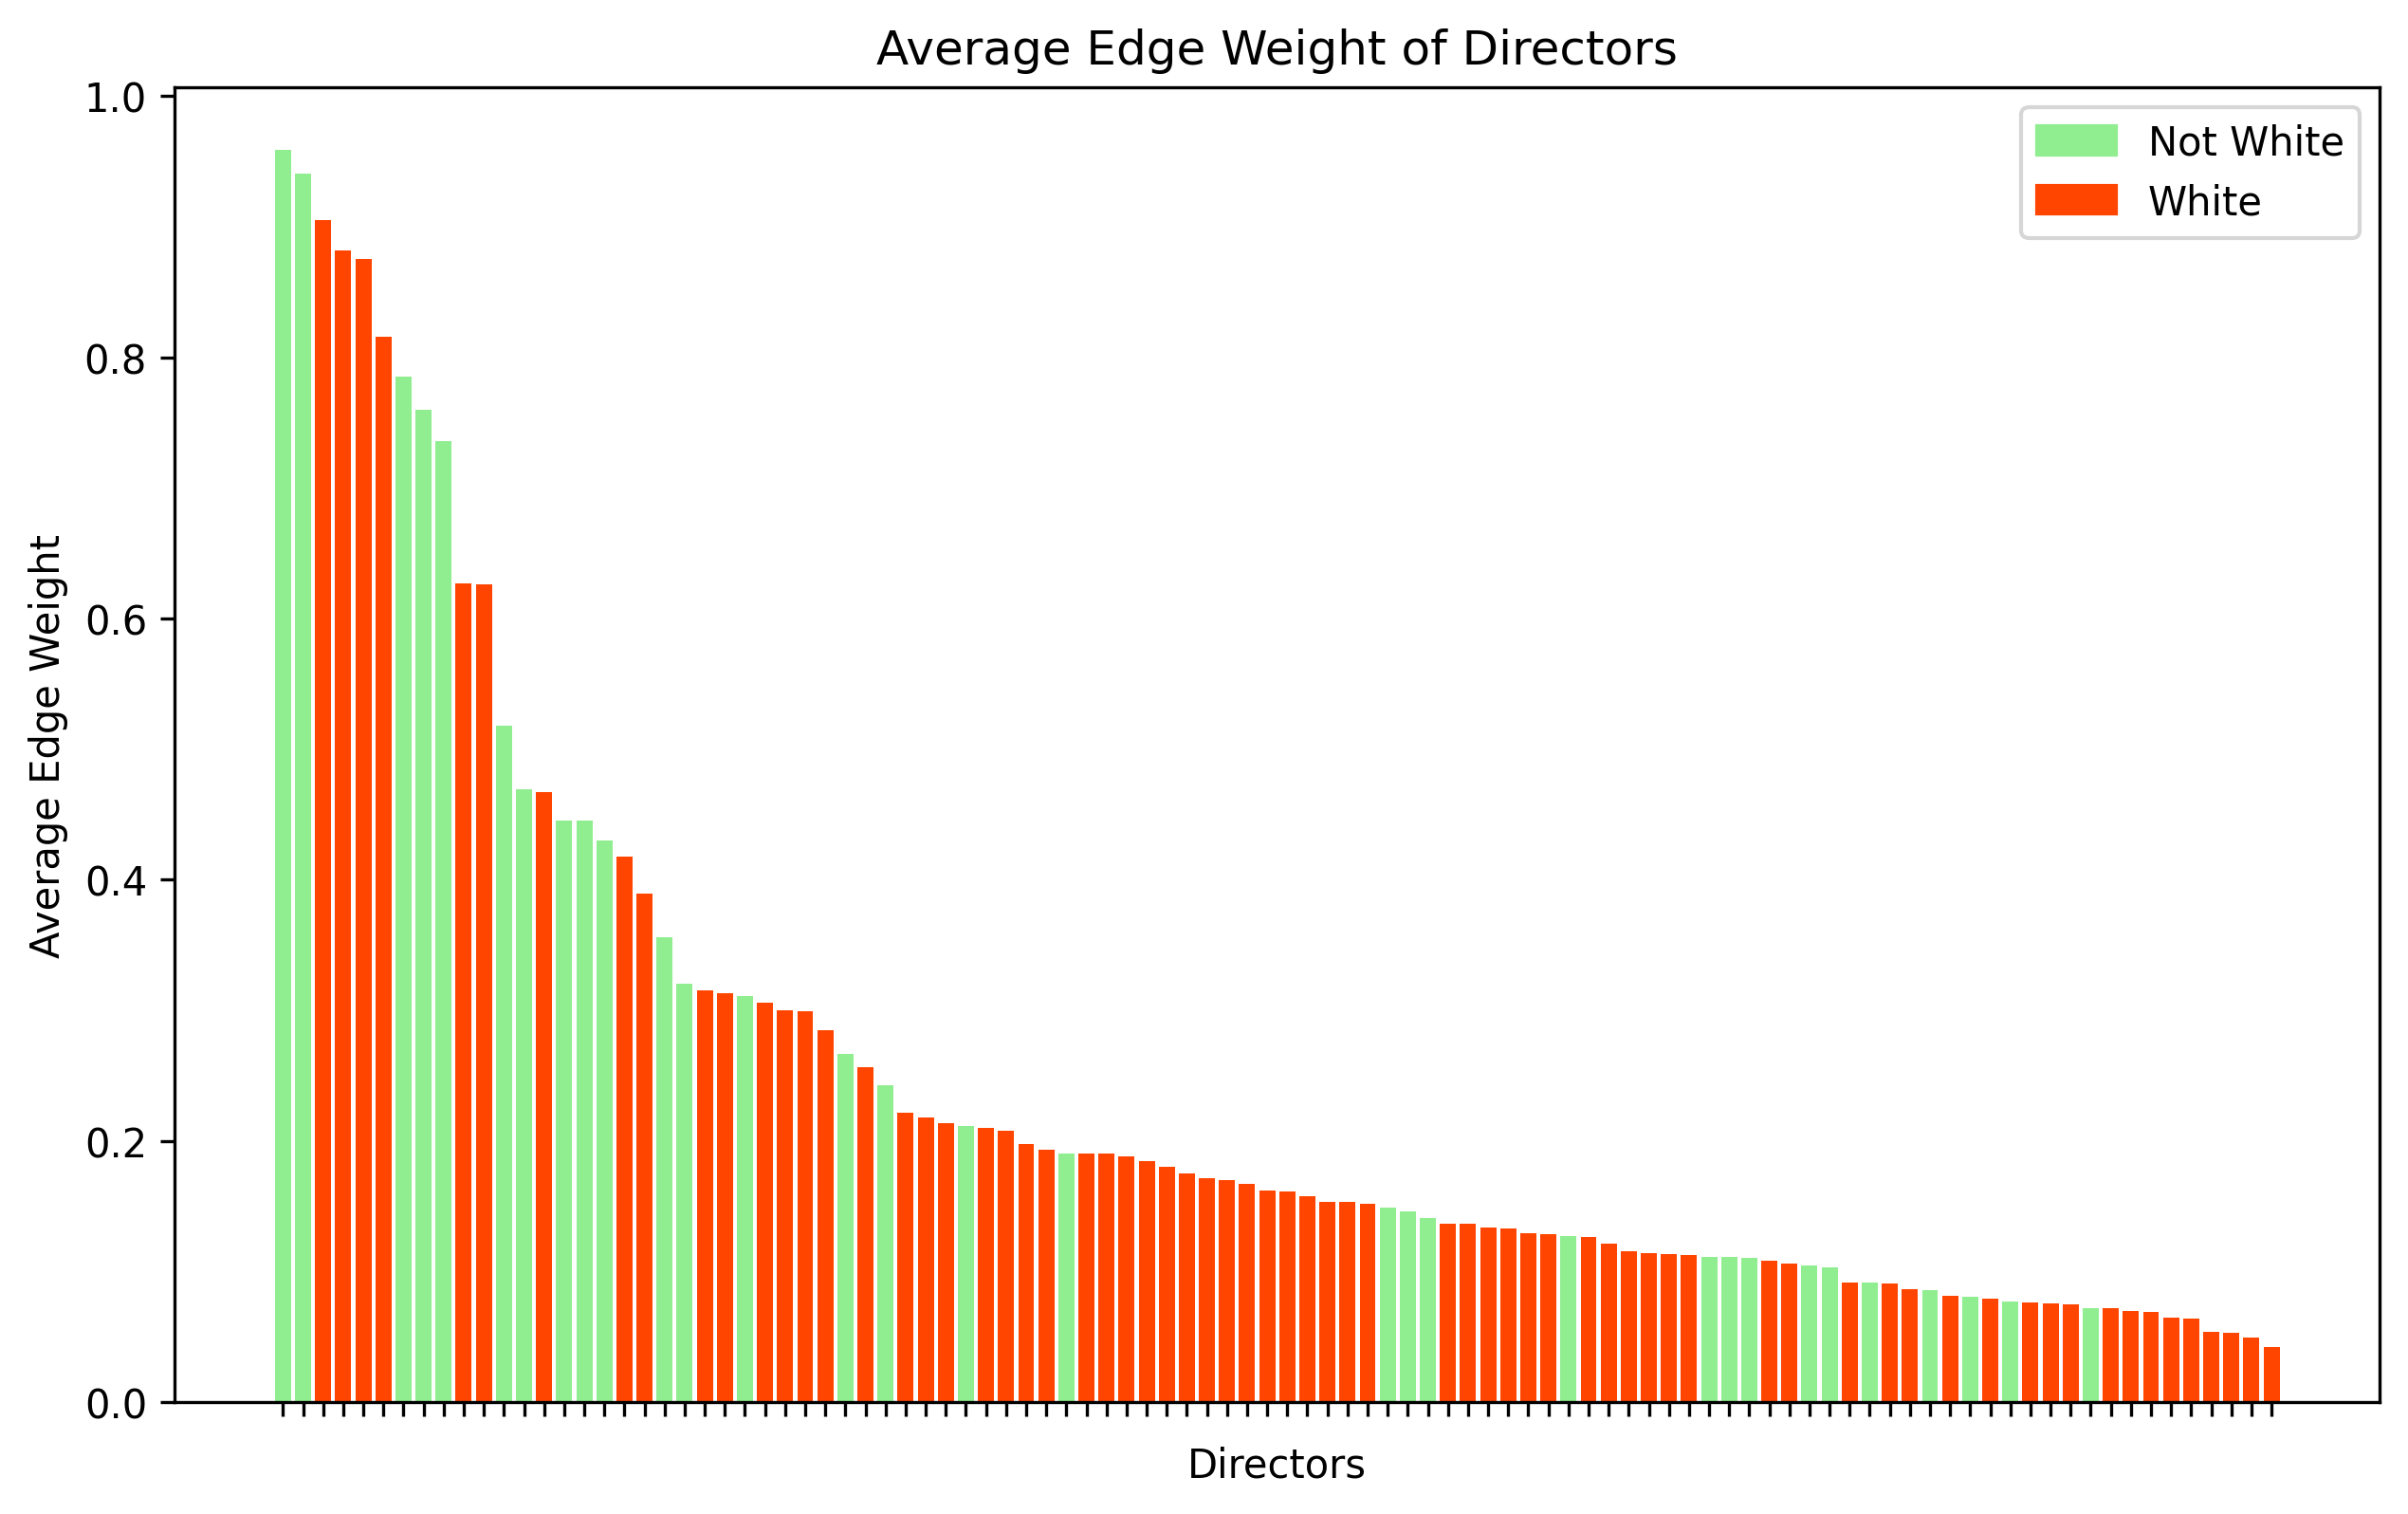 Average Edge Weight of Directors
1.0
0.8
0.6
0.4
0.2
0.0
Average Edge Weight
Not White
White
Directors